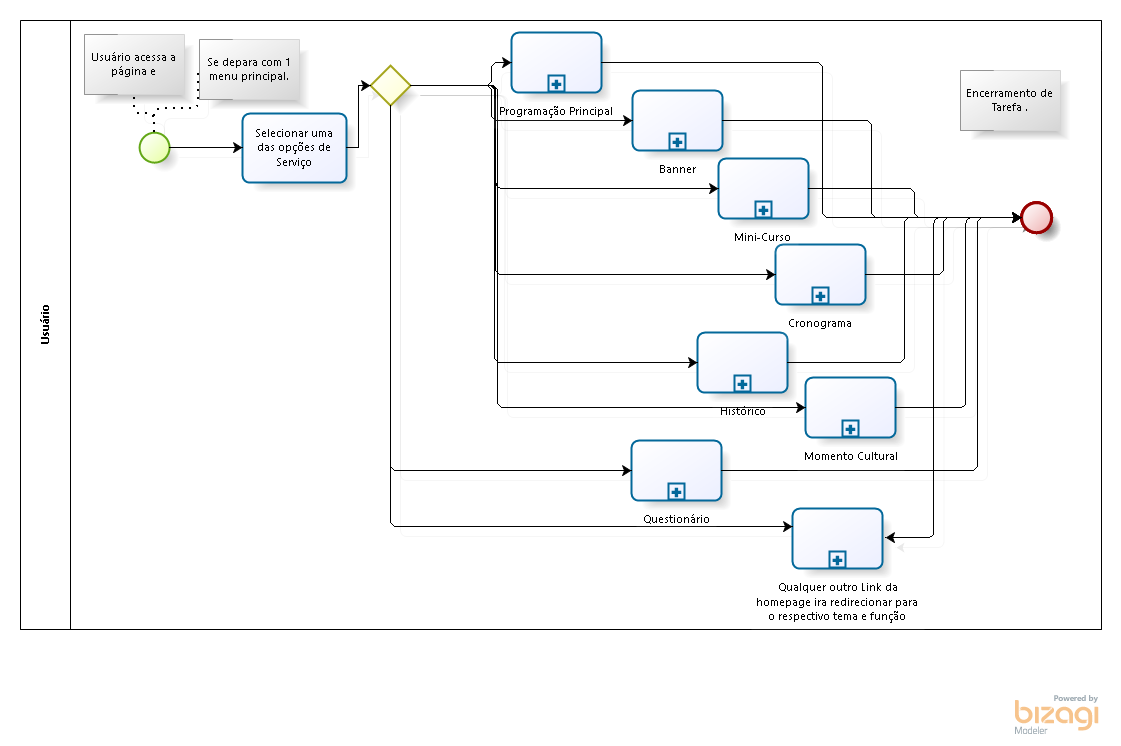 Usuário
Usuário acessa a
página e
Se depara com 1
menu principal.
Selecionar uma
das opções de
Serviço
Programação Principal
Banner
Mini-Curso
Cronograma
Histórico
Momento Cultural
Questionário
Qualquer outro Link da
homepage ira redirecionar para
o respectivo tema e função
Encerramento de
Tarefa .
Powered by
bizagi
Modeler